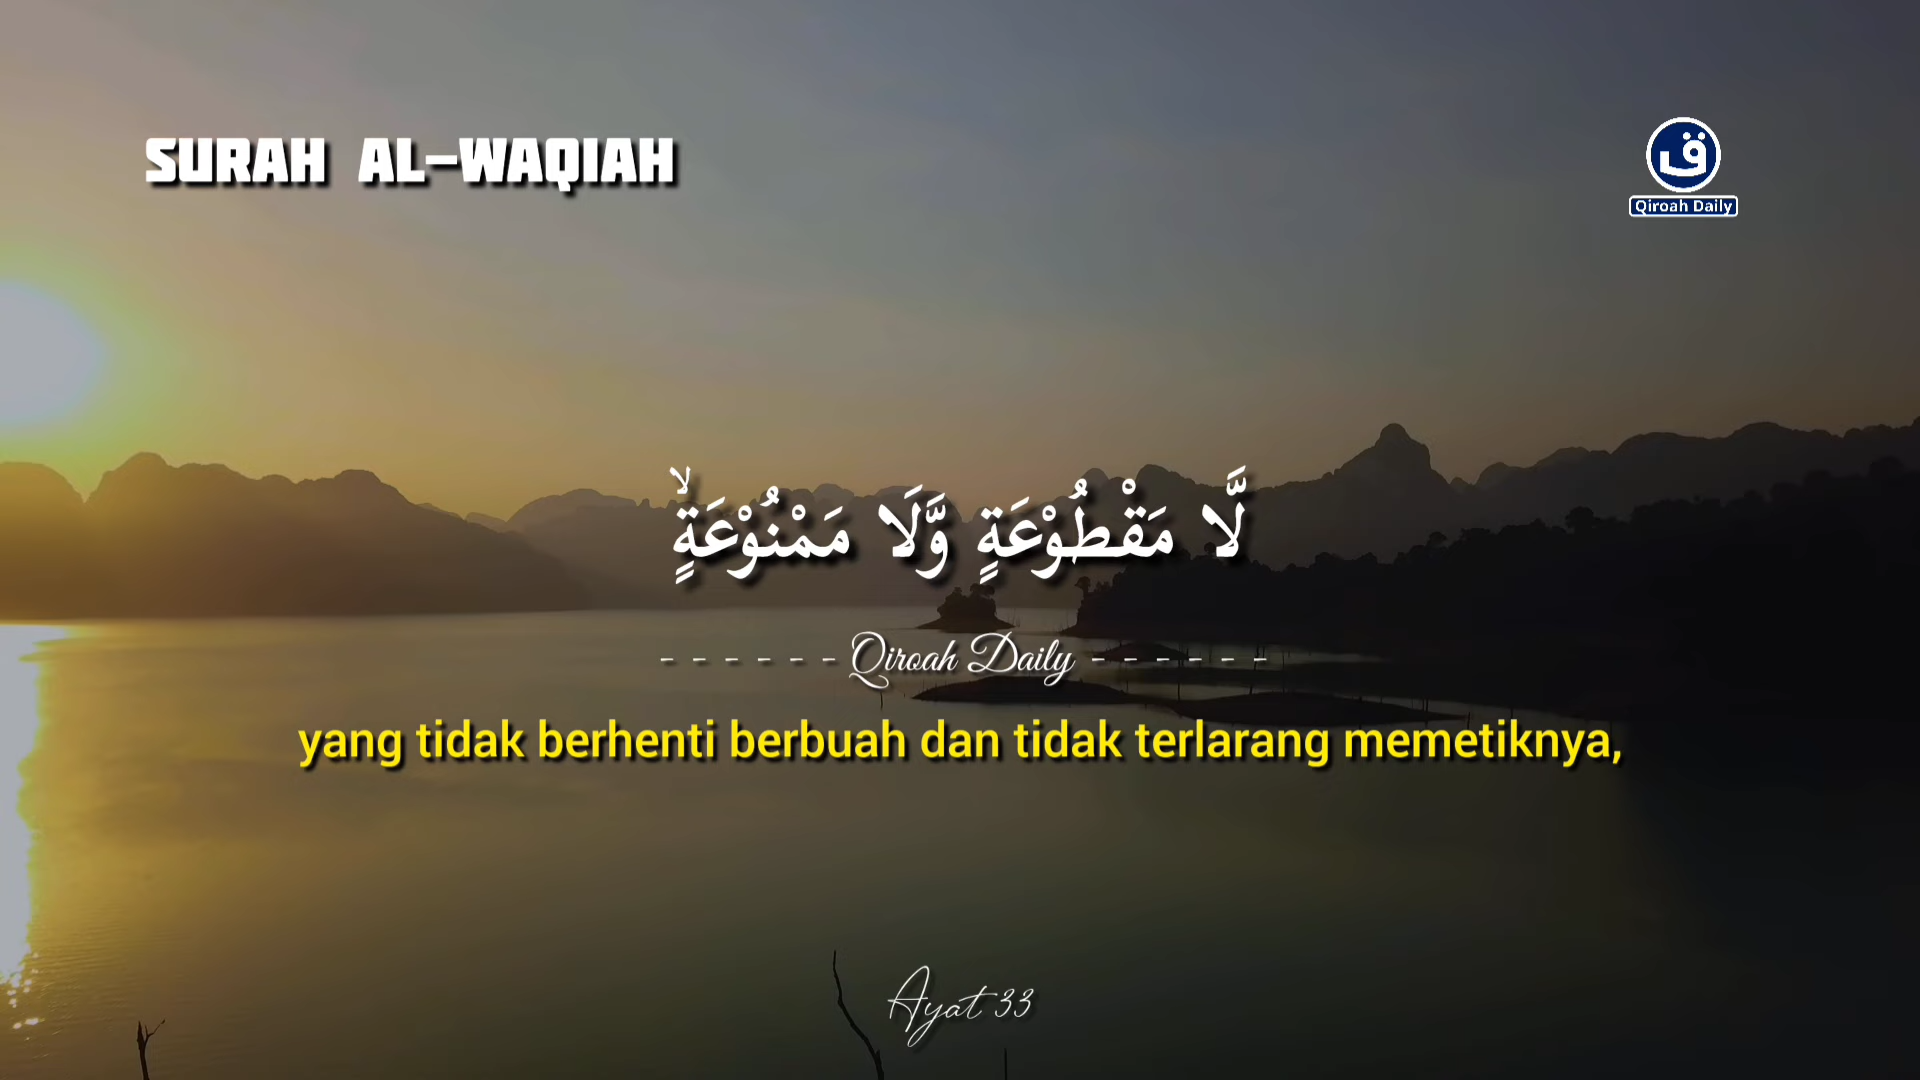 SURAH AL-WAQIAH
ق
Qiroah Daily
لَّا مَقْطُوْعَةٍ وَّلَا مَمْنُوْعَةٍۙ
- - - - - - Qiroah Daily - - - - - -
yang tidak berhenti berbuah dan tidak terlarang memetiknya,
Ayat 33